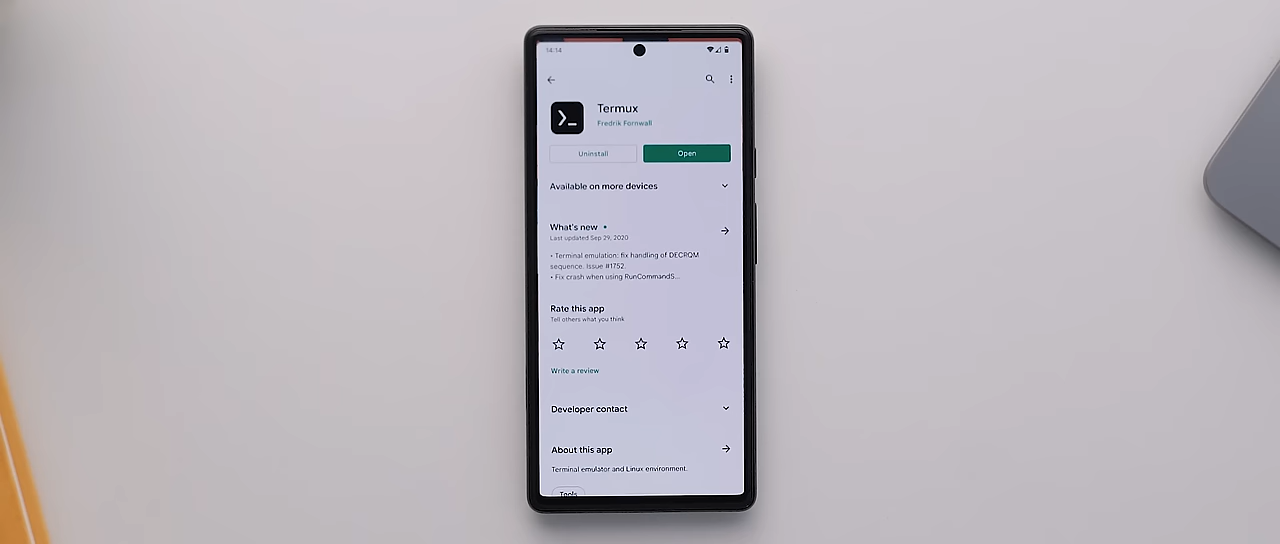 14:14
Termux
Fredrik Fornwall
Uninstall
Open
Available on more devices
What's new
Last updated Sep 29, 2020
• Terminal emulation: fix handling of DECRQM
sequence. Issue #1752.
• Fix crash when using RunCommandS...
Rate this app
Tell others what you think
Write a review
Developer contact
About this app
Terminal emulator and Linux environment.
Tools